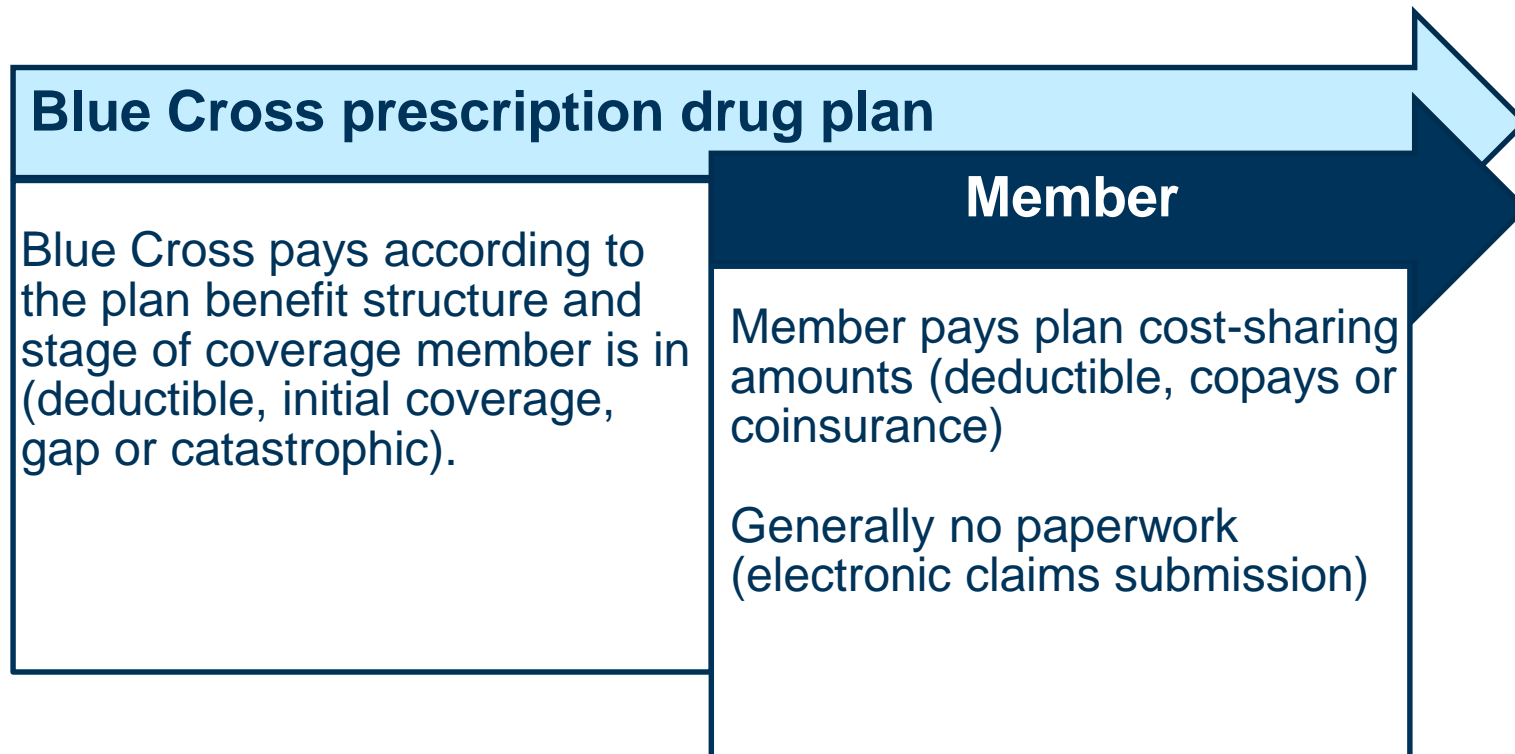 Blue Cross prescription drug plan
Blue Cross pays according to
the plan benefit structure and
stage of coverage member is in
(deductible, initial coverage,
gap or catastrophic).
Member
Member pays plan cost-sharing
amounts (deductible, copays or
coinsurance)
Generally no paperwork
(electronic claims submission)